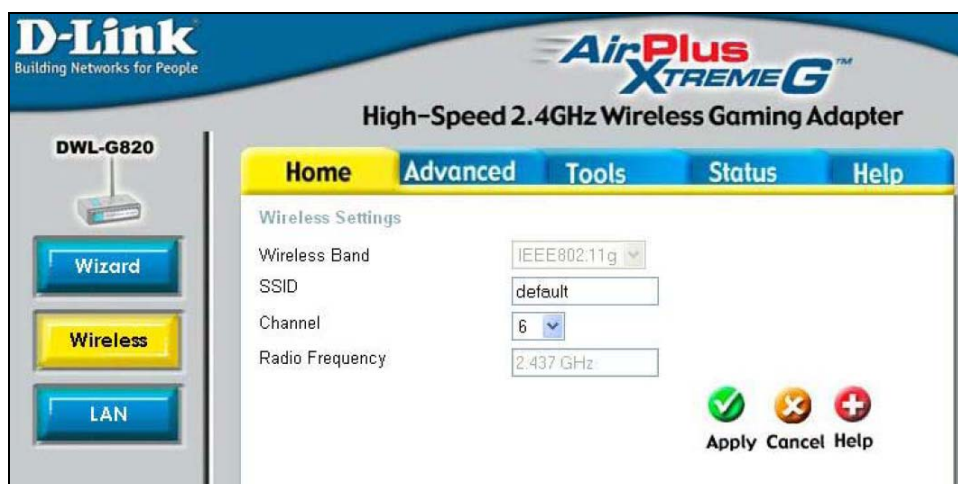 D-Link
Building Networks for People
AirPlus
XTREME G™
High-Speed 2.4GHz Wireless Gaming Adapter
DWL-G820
Home Advanced Tools Status Help
Wizard
Wireless
LAN
Wireless Settings
Wireless Band IEEE802.11g
SSID default
Channel 6
Radio Frequency 2.437 GHz
Apply Cancel Help